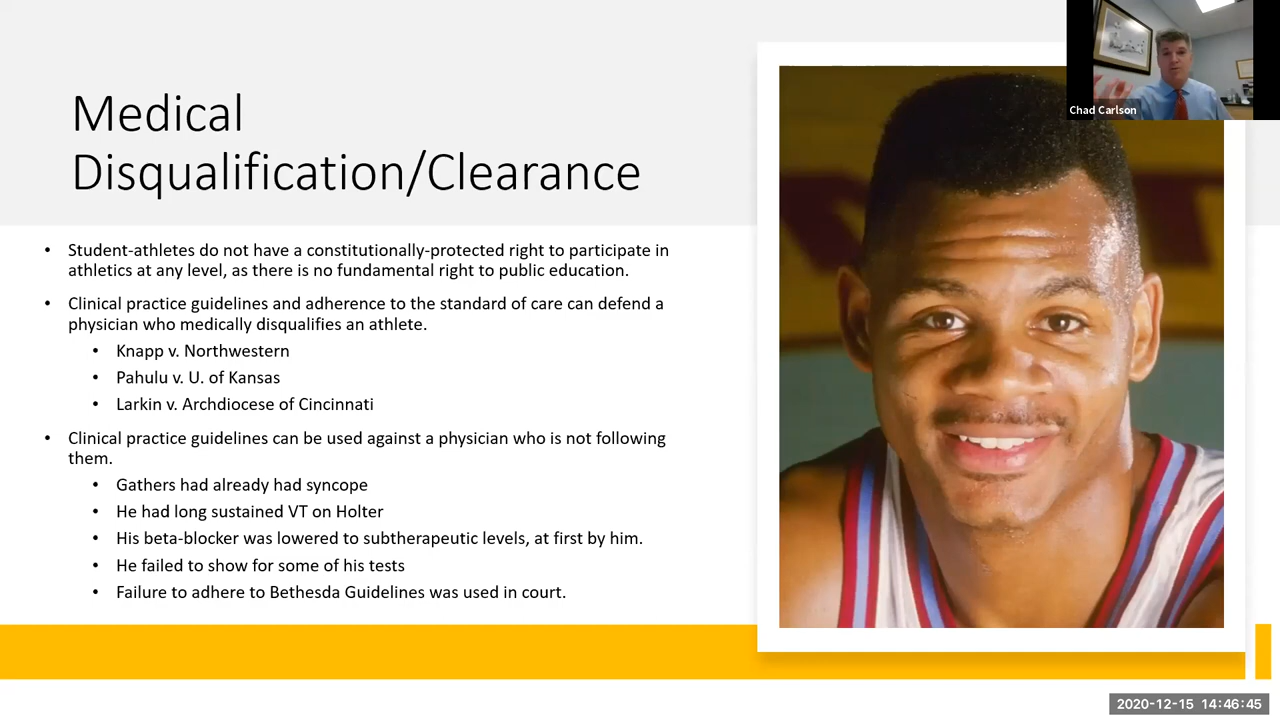 Medical
Disqualification/Clearance
• Student-athletes do not have a constitutionally-protected right to participate in
athletics at any level, as there is no fundamental right to public education.
• Clinical practice guidelines and adherence to the standard of care can defend a
physician who medically disqualifies an athlete.
• Knapp v. Northwestern
• Pahulu v. U. of Kansas
• Larkin v. Archdiocese of Cincinnati
• Clinical practice guidelines can be used against a physician who is not following
them.
• Gathers had already had syncope
• He had long sustained VT on Holter
• His beta-blocker was lowered to subtherapeutic levels, at first by him.
• He failed to show for some of his tests
• Failure to adhere to Bethesda Guidelines was used in court.
Chad Carlson
2020-12-15 14:46:45